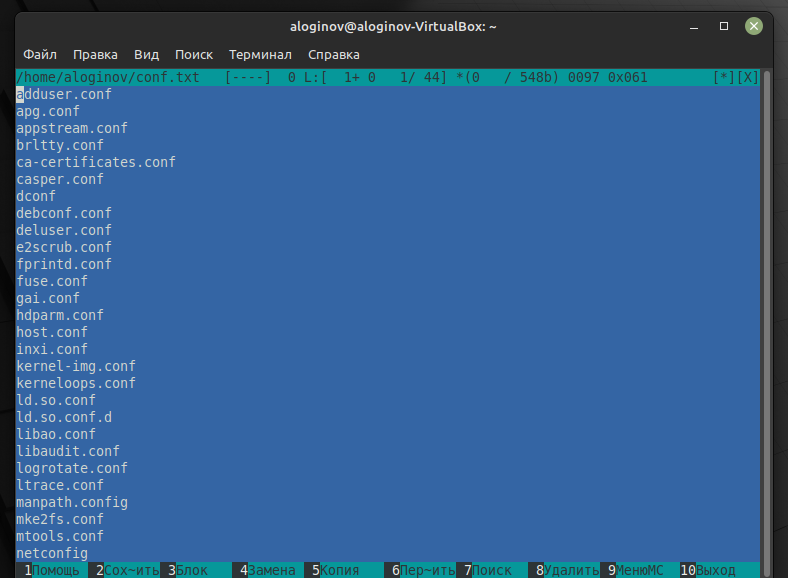 aloginov@aloginov-VirtualBox: ~
Файл Правка Вид Поиск Терминал Справка
/home/aloginov/conf.txt [----] 0 L:[ 1+ 0 1/ 44] *(0 / 548b) 0097 0x061 [*][X]
adduser.conf
apg.conf
appstream.conf
brltty.conf
ca-certificates.conf
casper.conf
dconf
debconf.conf
deluser.conf
e2scrub.conf
fprintd.conf
fuse.conf
gai.conf
hdparm.conf
host.conf
inxi.conf
kernel-img.conf
kerneloops.conf
ld.so.conf
ld.so.conf.d
libao.conf
libaudit.conf
logrotate.conf
ltrace.conf
manpath.config
mke2fs.conf
mtools.conf
netconfig
1Помощь 2Сох~ить 3Блок 4Замена 5Копия 6Пер~ить 7Поиск 8Удалить 9МенюМС 10Выход